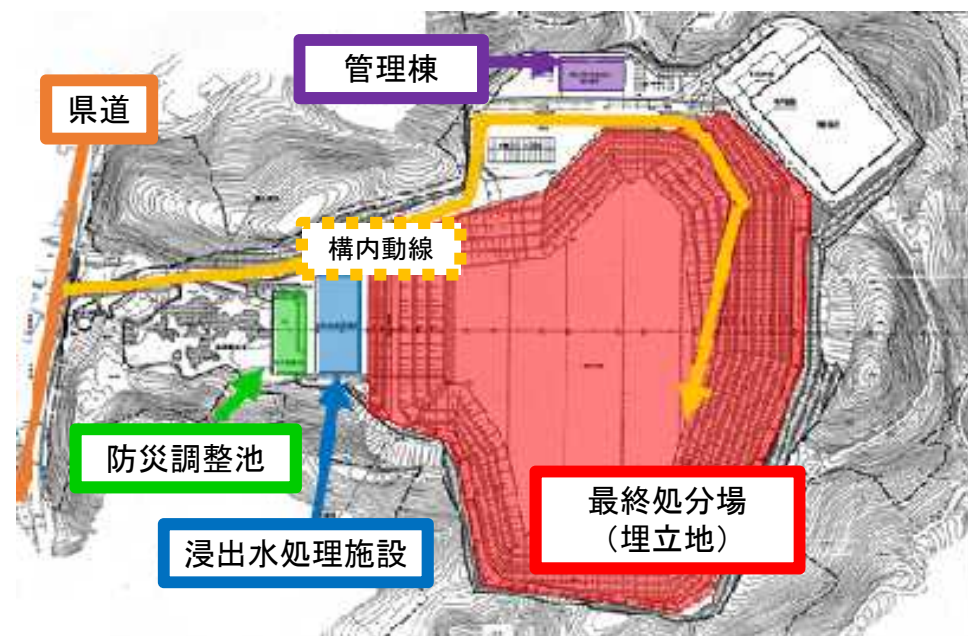 管理棟
県道
構内動線
防災調整池
最終処分場
（埋立地）
浸出水処理施設